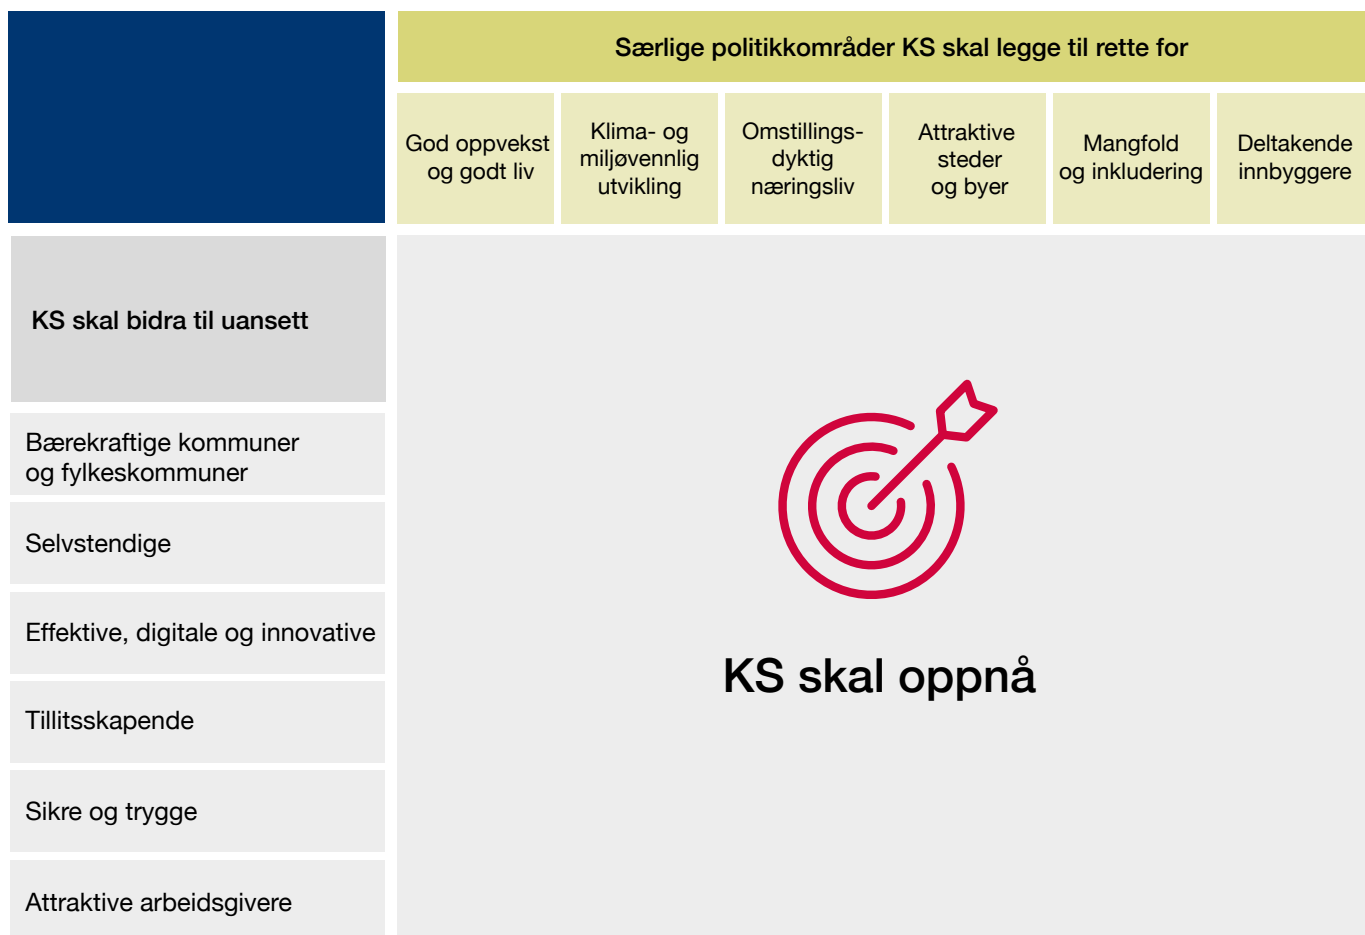 Særlige politikkområder KS skal legge til rette for
God oppvekst
og godt liv
Klima- og
miljøvennlig
utvikling
Omstillings-
dyktig
næringsliv
Attraktive
steder
og byer
Mangfold
og inkludering
Deltakende
innbyggere
KS skal bidra til uansett
Bærekraftige kommuner
og fylkeskommuner
Selvstendige
Effektive, digitale og innovative
Tillitsskapende
Sikre og trygge
Attraktive arbeidsgivere
KS skal oppnå